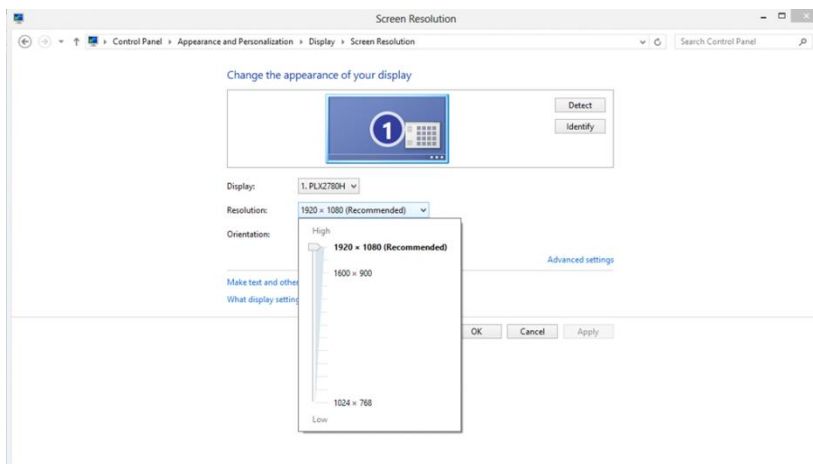 Screen Resolution
Control Panel Appearance and Personalization Display Screen Resolution
Search Control Panel
Change the appearance of your display
1
Detect
Identify
Display:
1. PLX2780H
Resolution:
1920 × 1080 (Recommended)
Orientation:
High
1920 × 1080 (Recommended)
1600 × 900
1024 × 768
Low
Advanced settings
Make text and other
What display setting
OK Cancel Apply